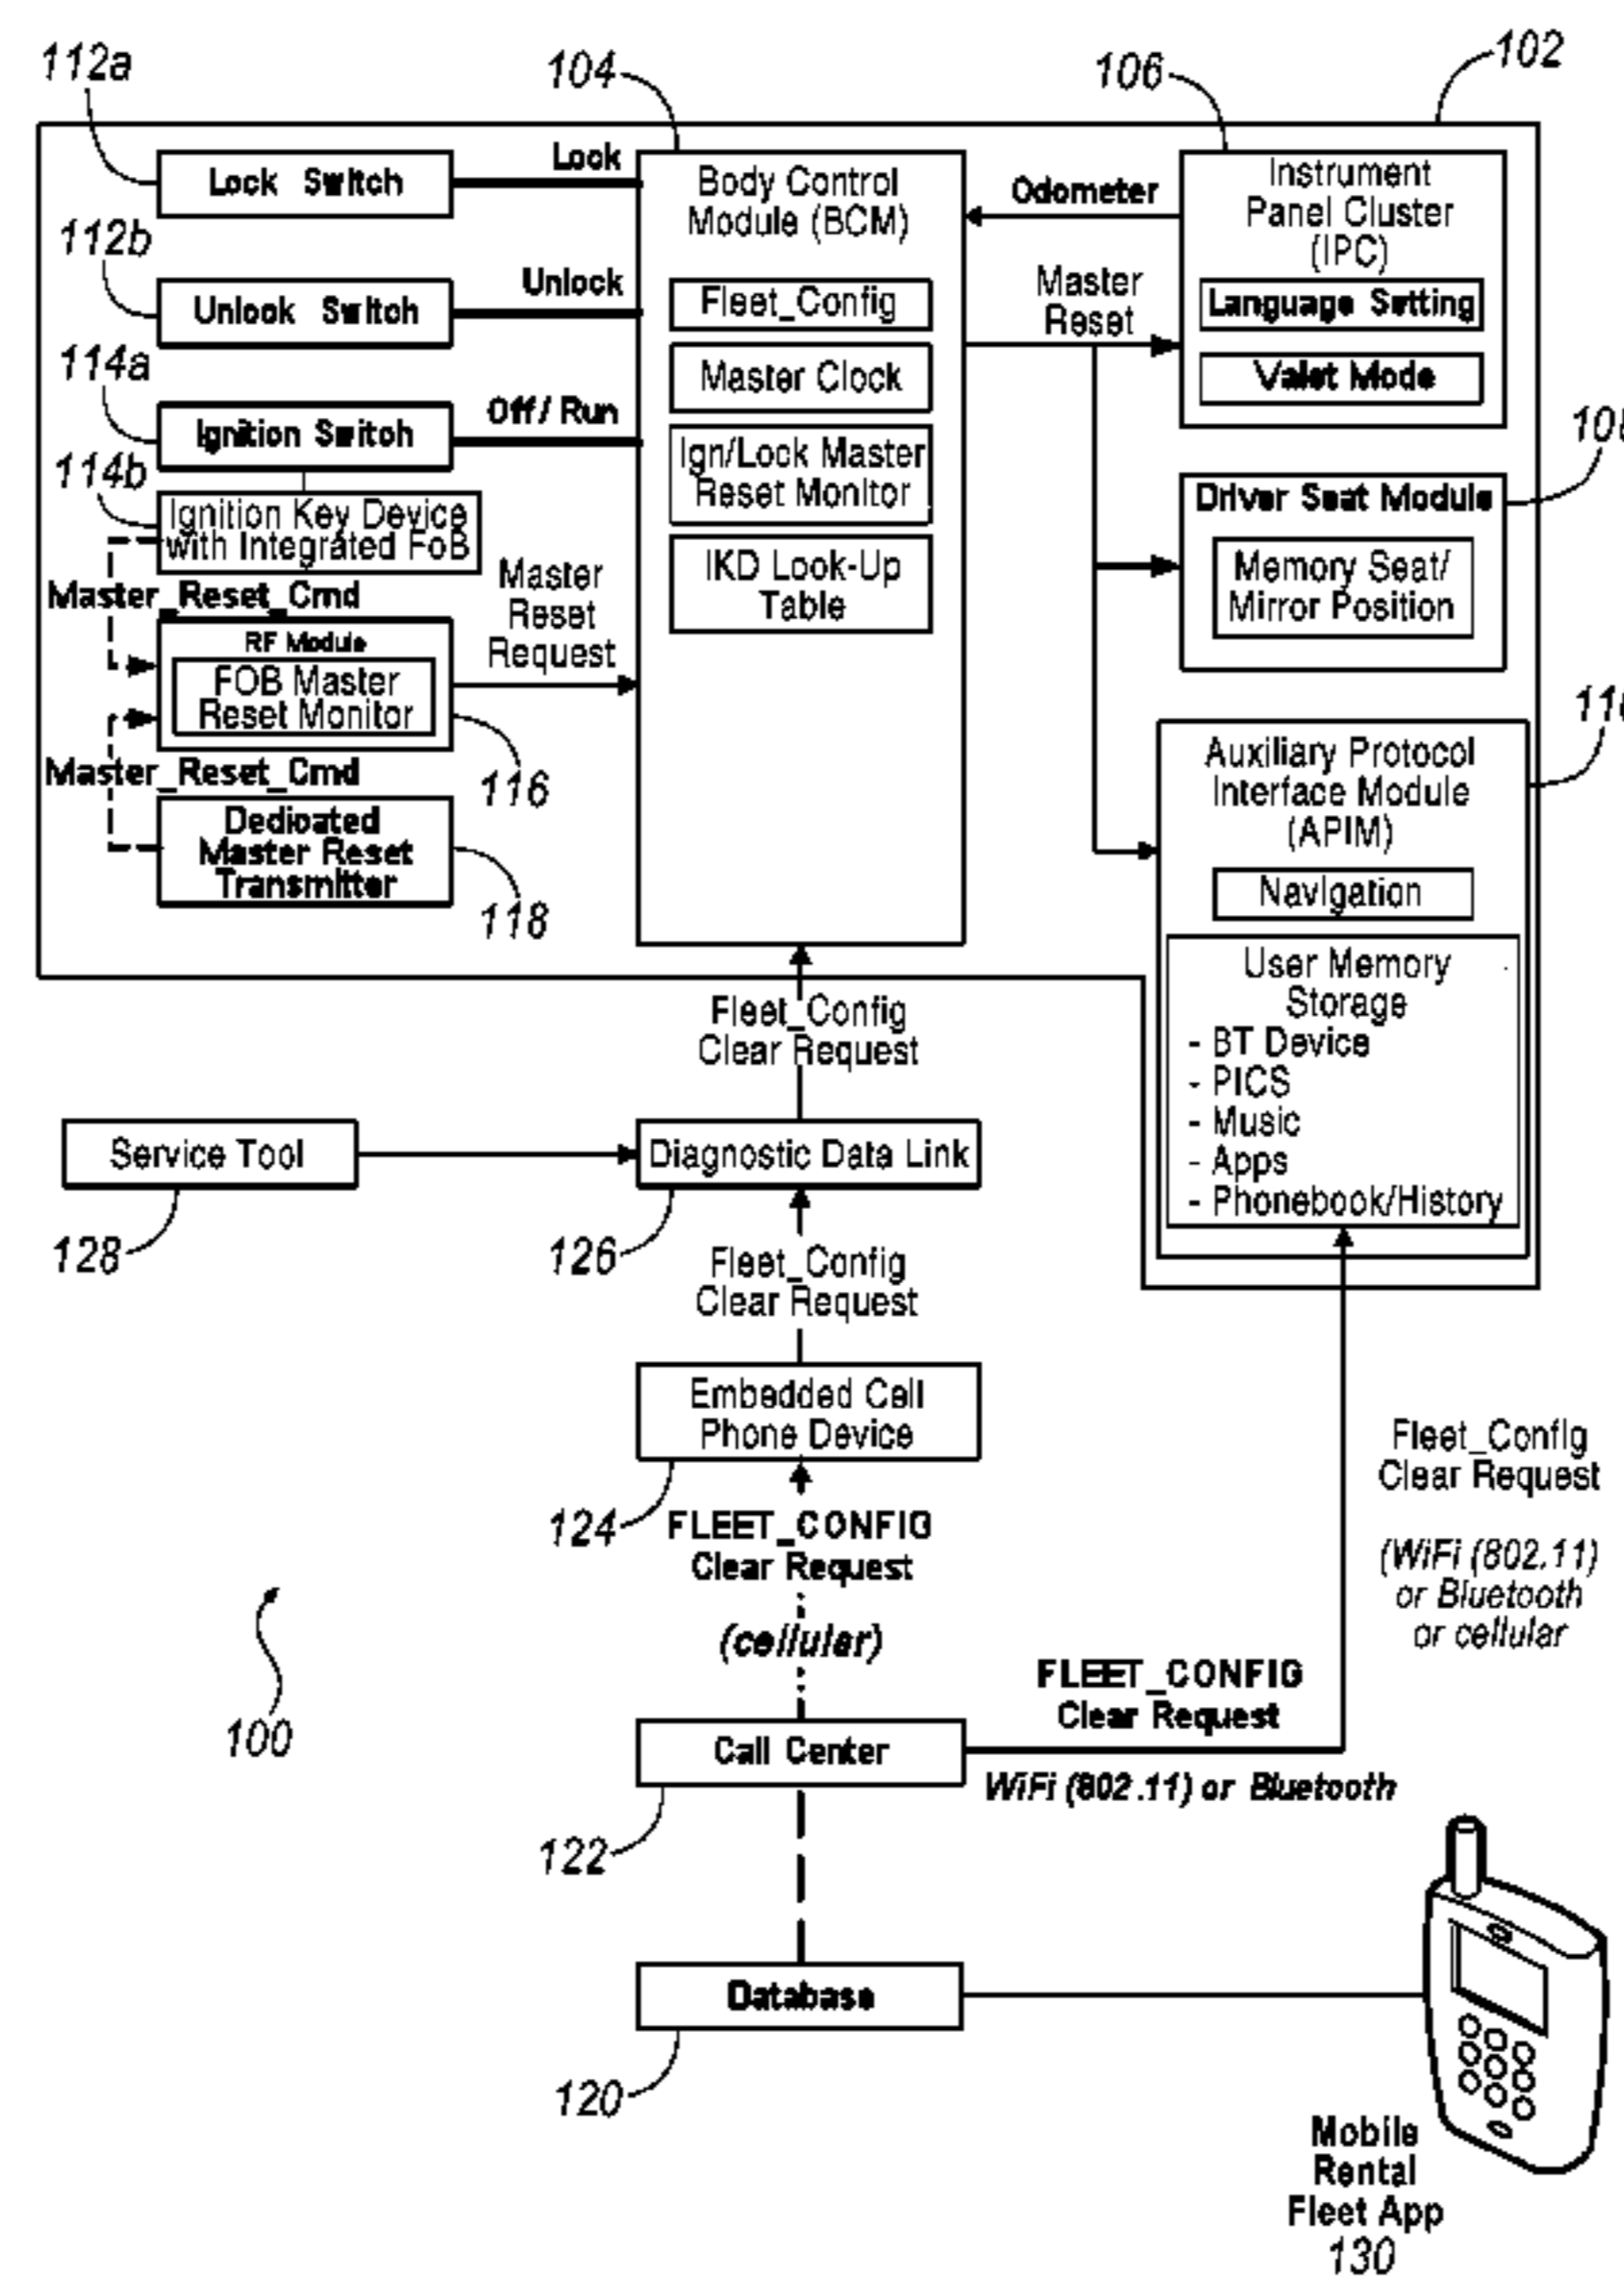 112a
104
106
102
Lock Switch
Lock
112b
Unlock Switch
Unlock
114a
Ignition Switch
Off / Run
114b
Ignition Key Device
with Integrated FoB
Master_Reset_Cmd
RF Module
FOB Master
Reset Monitor
116
Master_Reset_Cmd
Dedicated
Master Reset
Transmitter
118
Master
Reset
Request
Body Control
Module (BCM)
Fleet_Config
Master Clock
Ign/Lock Master
Reset Monitor
IKD Look-Up
Table
Odometer
Master
Reset
Instrument
Panel Cluster
(IPC)
Language Setting
Valet Mode
Driver Seat Module
Memory Seat/
Mirror Position
Auxiliary Protocol
Interface Module
(APIM)
Navigation
User Memory
Storage
- BT Device
- PICS
- Music
- Apps
- Phonebook/History
Fleet_Config
Clear Request
Service Tool
128
Diagnostic Data Link
126
Fleet_Config
Clear Request
Embedded Cell
Phone Device
124
FLEET_CONFIG
Clear Request
(cellular)
Call Center
122
FLEET_CONFIG
Clear Request
WiFi (802.11) or Bluetooth
Fleet_Config
Clear Request
(WiFi (802.11)
or Bluetooth
or cellular
100
Database
120
Mobile
Rental
Fleet App
130